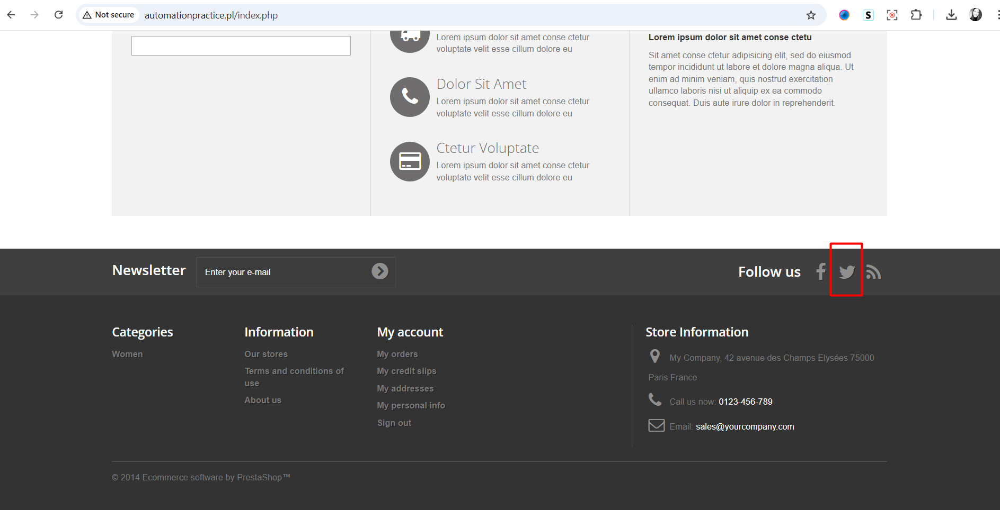 Not secure
automationpractice.pl/index.php
S
Lorem ipsum dolor sit amet conse ctetur
voluptate velit esse cillum dolore eu
Dolor Sit Amet
Lorem ipsum dolor sit amet conse ctetur
voluptate velit esse cillum dolore eu
Ctetur Voluptate
Lorem ipsum dolor sit amet conse ctetur
voluptate velit esse cillum dolore eu
Lorem ipsum dolor sit amet conse ctetu
Sit amet conse ctetur adipisicing elit, sed do eiusmod
tempor incididunt ut labore et dolore magna aliqua. Ut
enim ad minim veniam, quis nostrud exercitation
ullamco laboris nisi ut aliquip ex ea commodo
consequat. Duis aute irure dolor in reprehenderit.
Newsletter
Enter your e-mail
Follow us
Categories
Women
Information
Our stores
Terms and conditions of
use
About us
My account
My orders
My credit slips
My addresses
My personal info
Sign out
Store Information
My Company, 42 avenue des Champs Elysées 75000
Paris France
Call us now: 0123-456-789
Email: sales@yourcompany.com
© 2014 Ecommerce software by PrestaShop™